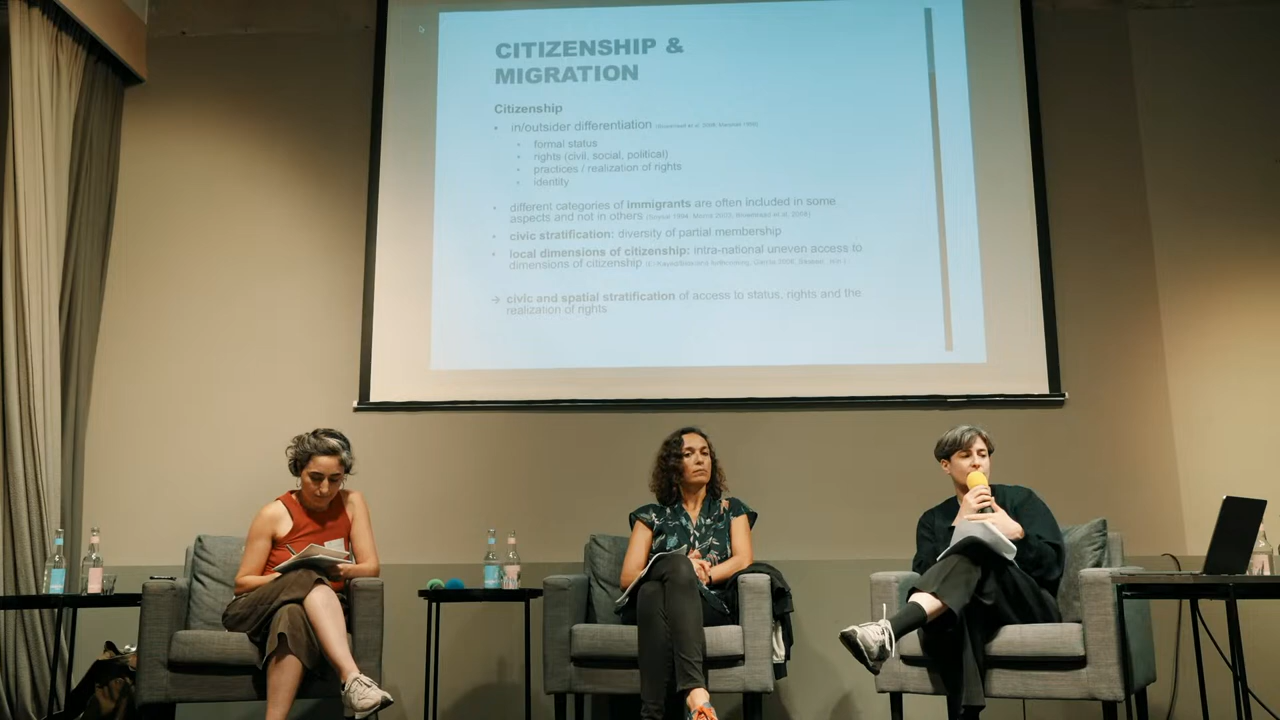 CITIZENSHIP &
MIGRATION
Citizenship
• in/outsider differentiation
• formal status
• rights (civil, social, political)
• practices / realization of rights
• identity
• different categories of immigrants are often included in some
aspects and not in others
• civic stratification: diversity of partial membership
• local dimensions of citizenship: intra-national uneven access to
dimensions of citizenship
→ civic and spatial stratification of access to status, rights and the
realization of rights